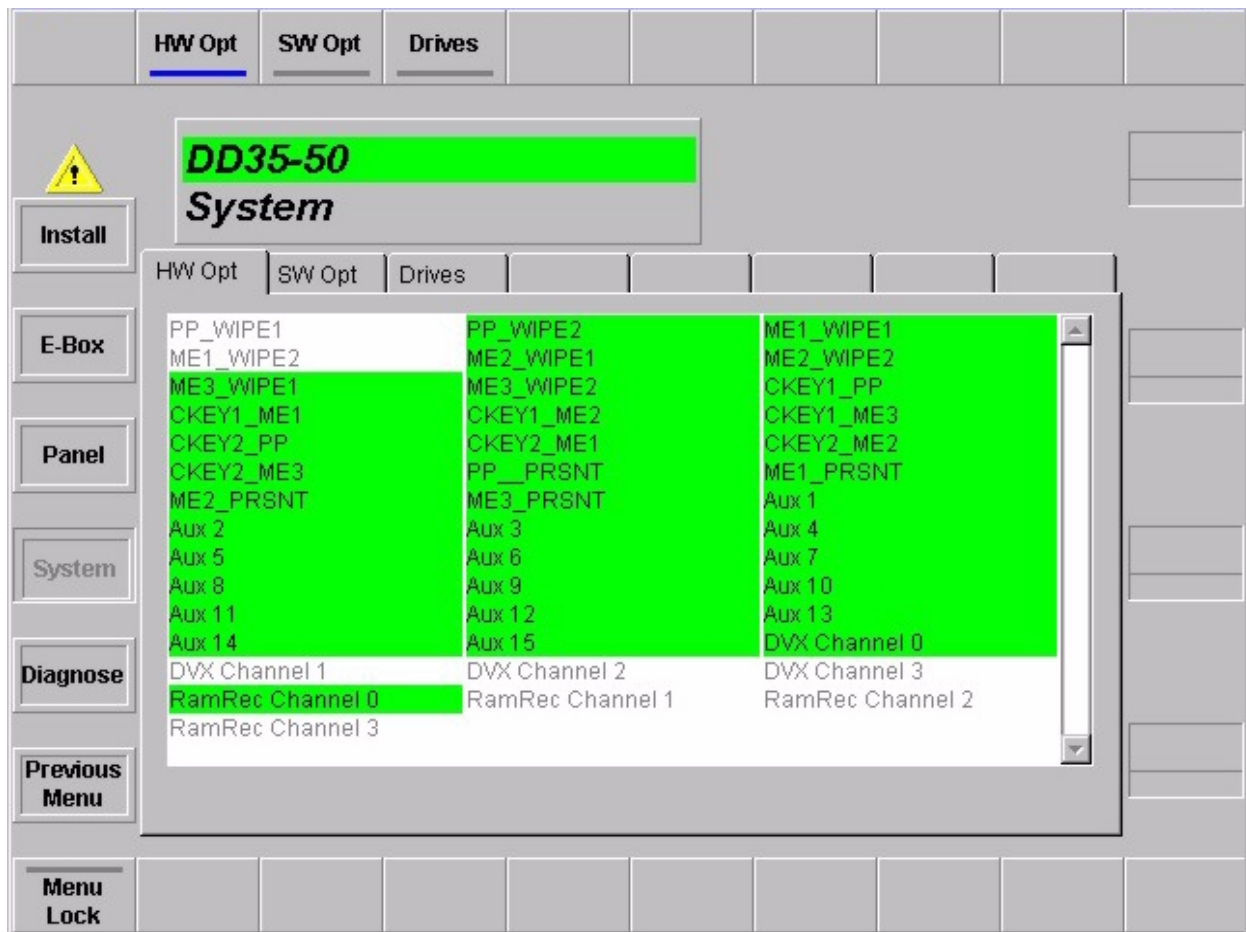 HW Opt SW Opt Drives
DD35-50
System
Install
HW Opt SW Opt Drives
PP_WIPE1 PP_WIPE2 ME1_WIPE1
E-Box
ME1_WIPE2 ME2_WIPE1 ME2_WIPE2
ME3_WIPE1 ME3_WIPE2 CKEY1_PP
CKEY1_ME1 CKEY1_ME2 CKEY1_ME3
Panel
CKEY2_PP CKEY2_ME1 CKEY2_ME2
CKEY2_ME3 PP__PRSNT ME1_PRSNT
ME2_PRSNT ME3_PRSNT Aux 1
Aux 2 Aux 3 Aux 4
System
Aux 5 Aux 6 Aux 7
Aux 8 Aux 9 Aux 10
Aux 11 Aux 12 Aux 13
Aux 14 Aux 15 DVX Channel 0
Diagnose
DVX Channel 1 DVX Channel 2 DVX Channel 3
RamRec Channel 0 RamRec Channel 1 RamRec Channel 2
RamRec Channel 3
Previous
Menu
Menu
Lock